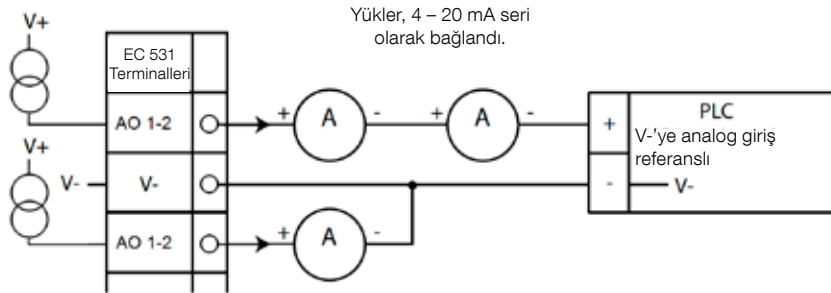 Yükler, 4 – 20 mA seri
olarak bağlandı.
V+
EC 531
Terminalleri
AO 1-2
+ A - + A -
+
PLC
V-'ye analog giriş
referanslı
V+
V-
V-
-
V-
AO 1-2
+ A -